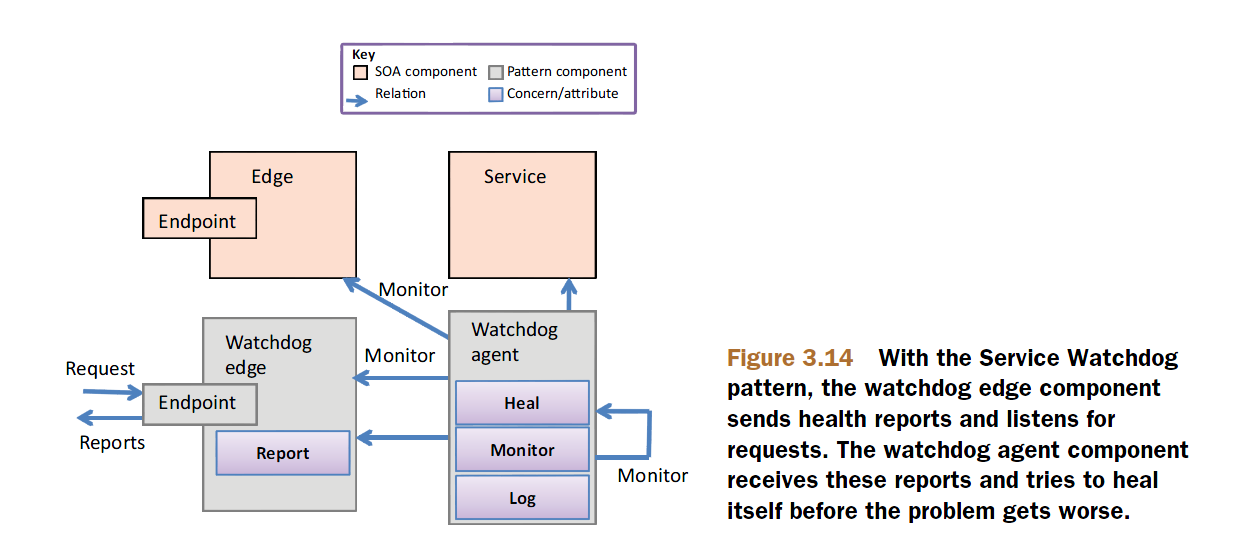 Key
SOA component
Pattern component
Relation
Concern/attribute
Edge
Service
Endpoint
Monitor
Watchdog
edge
Watchdog
agent
Monitor
Request
Endpoint
Reports
Report
Heal
Monitor
Log
Monitor
Figure 3.14 With the Service Watchdog
pattern, the watchdog edge component
sends health reports and listens for
requests. The watchdog agent component
receives these reports and tries to heal
itself before the problem gets worse.